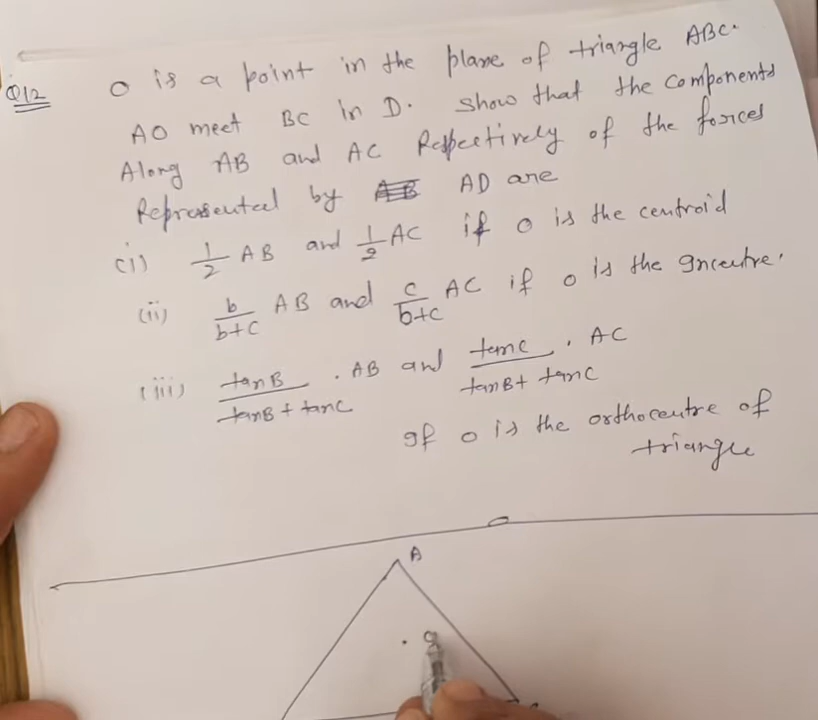 Q12 O is a point in the plane of triangle ABC.
AO meet BC in D. Show that the components
Along AB and AC Respectively of the forces
Represented by AD are
(i) 1/2 AB and 1/2 AC if O is the centroid
(ii) b/b+c AB and c/b+c AC if O is the Incentre.
(iii) tanB/tanB + tanC . AB and tanC/tanB + tanC . AC
If O is the orthocentre of
triangle
A